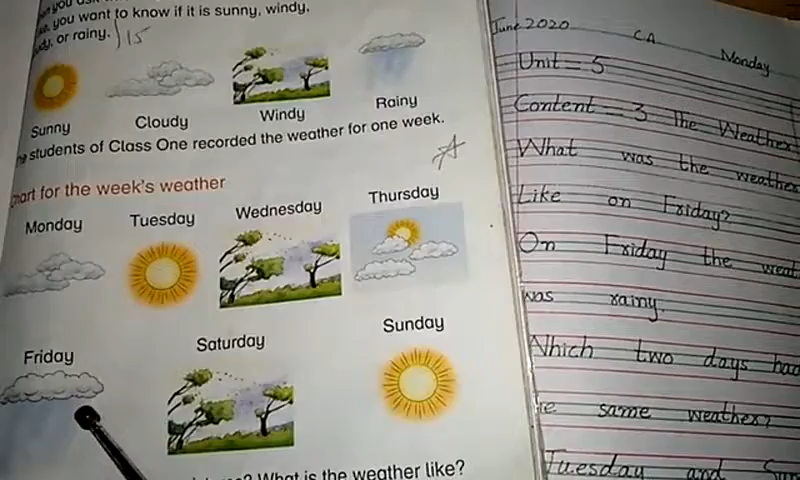 you want to know if it is sunny, windy,
or rainy. 15
Sunny Cloudy Windy Rainy
students of Class One recorded the weather for one week.
for the week's weather
Monday Tuesday Wednesday Thursday
Friday Saturday Sunday
What is the weather like?
June 2020 CA Monday
Unit = 5
Content = 3 The Weather
What was the weather
Like on Friday?
On Friday the
was rainy.
Which two days had
same weather?
Tuesday and